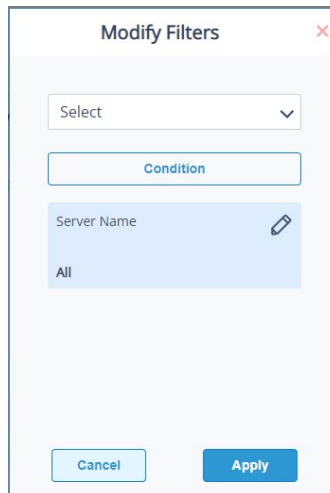 Modify Filters
Select
Condition
Server Name
All
Cancel Apply